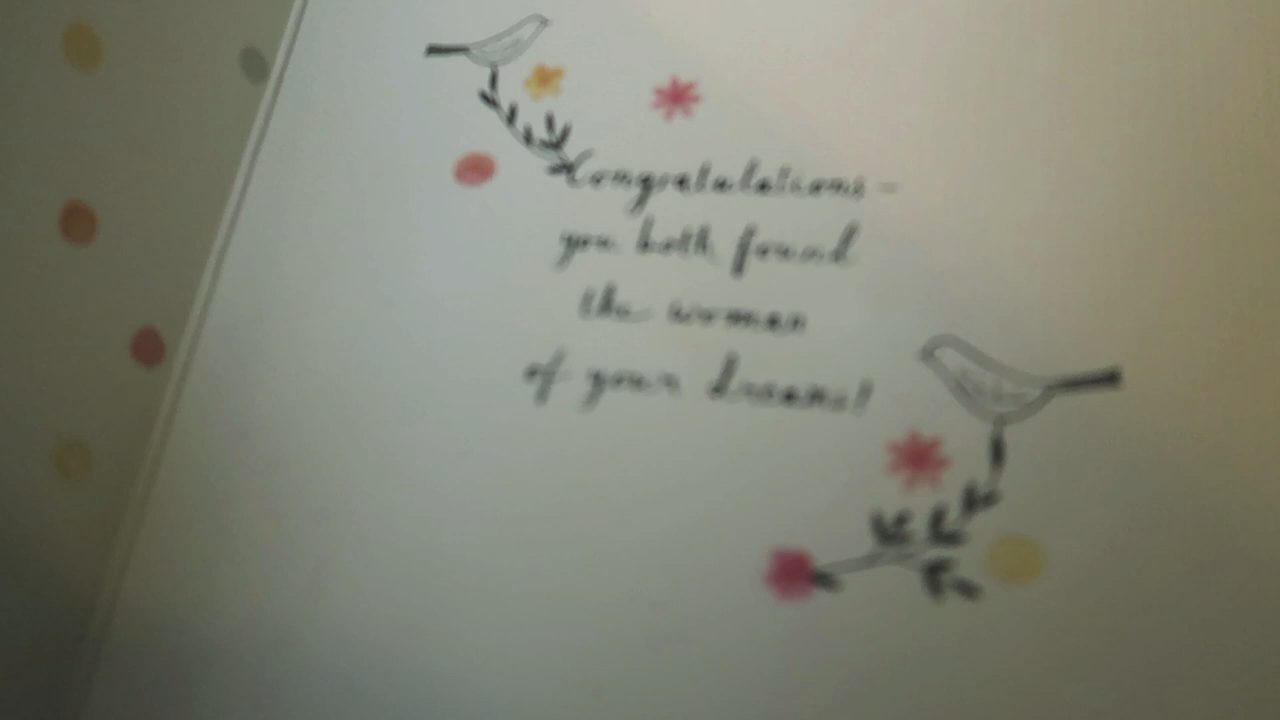 Congratulations –
you both found
the woman
of your dreams!